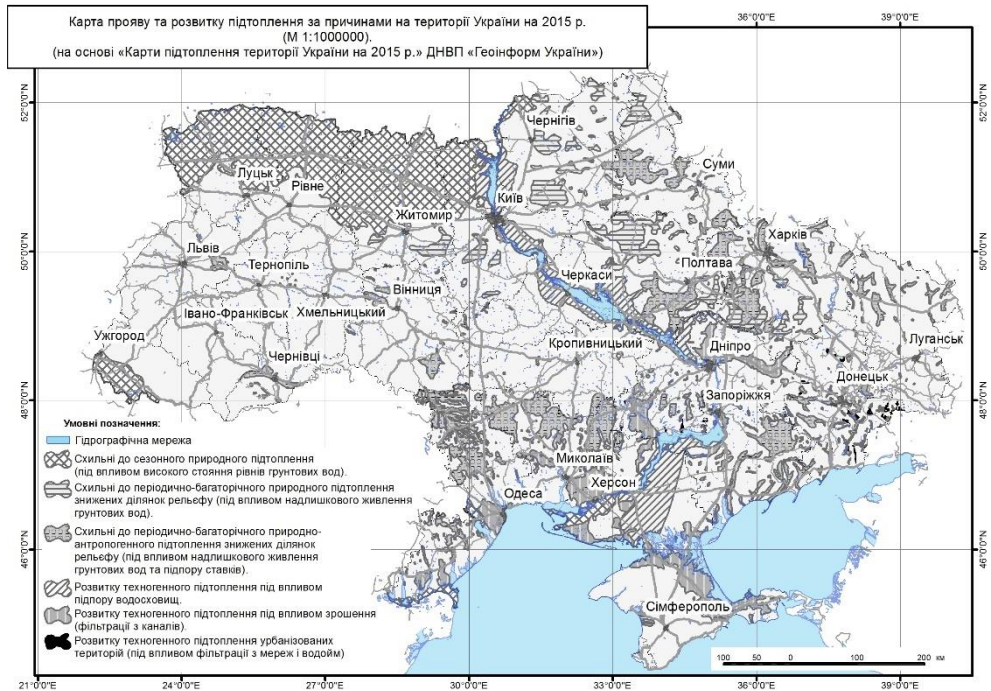 Карта прояву та розвитку підтоплення за причинами на території України на 2015 р.
(М 1:1000000).
(на основі «Карти підтоплення території України на 2015 р.» ДНВП «Геоінформ України»)
36°0'0"E
39°0'0"E
52°0'0"N
52°0'0"N
Чернігів
Суми
Луцьк
Рівне
Київ
Житомир
Харків
50°0'0"N
50°0'0"N
Львів
Полтава
Тернопіль
Черкаси
Вінниця
Хмельницький
Івано-Франківськ
Ужгород
Кропивницький
Дніпро
Луганськ
Чернівці
Донецьк
Запоріжжя
48°0'0"N
48°0'0"N
Умовні позначення:
Гідрографічна мережа
Схильні до сезонного природного підтоплення
(під впливом високого стояння рівнів грунтових вод).
Миколаїв
Херсон
Схильні до періодично-багаторічного природного підтоплення
знижених ділянок рельєфу (під впливом надлишкового живлення
грунтових вод).
Одеса
Схильні до періодично-багаторічного природно-
антропогенного підтоплення знижених ділянок
рельєфу (під впливом надлишкового живлення
грунтових вод та підпору ставків).
46°0'0"N
46°0'0"N
Розвитку техногенного підтоплення під впливом
підпору водосховищ.
Розвитку техногенного підтоплення під впливом зрошення
(фільтрації з каналів).
Сімферополь
Розвитку техногенного підтоплення урбанізованих
територій (під впливом фільтрації з мереж і водойм)
100 50 0 100 200 км
21°0'0"E
24°0'0"E
27°0'0"E
30°0'0"E
33°0'0"E
36°0'0"E
39°0'0"E